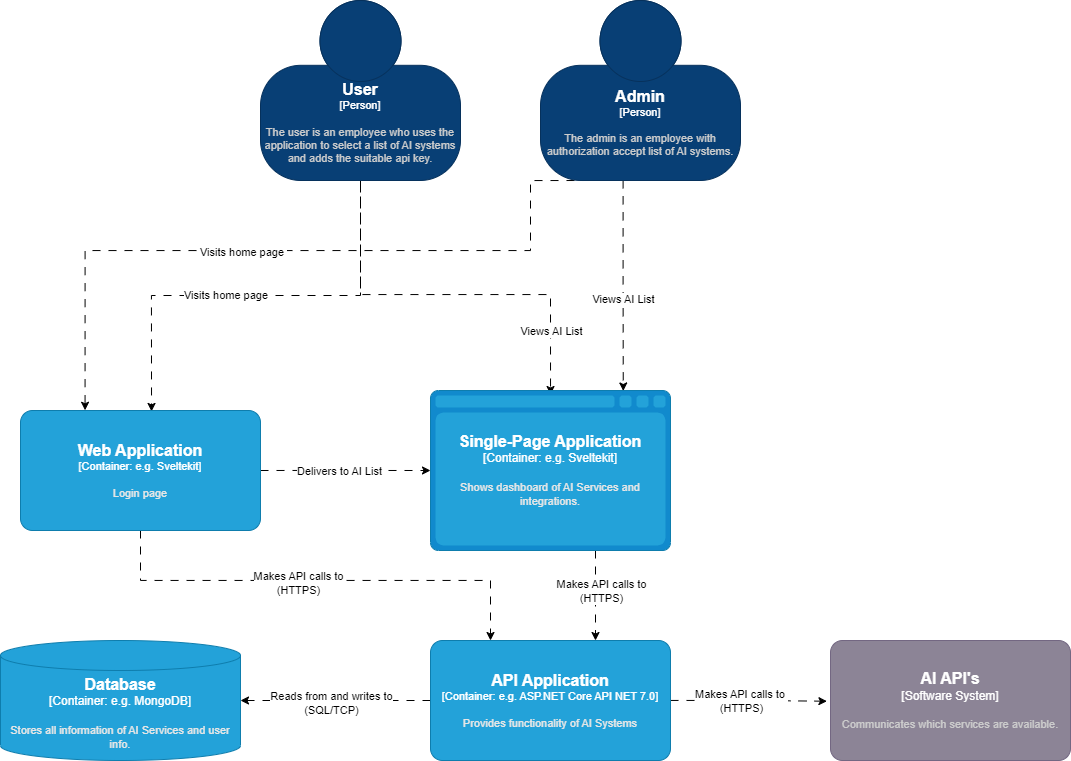 User
[Person]
The user is an employee who uses the
application to select a list of AI systems
and adds the suitable api key.
Admin
[Person]
The admin is an employee with
authorization accept list of AI systems.
Visits home page
Visits home page
Views AI List
Views AI List
Web Application
[Container: e.g. Sveltekit]
Login page
Delivers to AI List
Single-Page Application
[Container: e.g. Sveltekit]
Shows dashboard of AI Services and
integrations.
Makes API calls to
(HTTPS)
Makes API calls to
(HTTPS)
Database
[Container: e.g. MongoDB]
Stores all information of AI Services and user
info.
Reads from and writes to
(SQL/TCP)
API Application
[Container: e.g. ASP.NET Core API NET 7.0]
Provides functionality of AI Systems
Makes API calls to
(HTTPS)
AI API's
[Software System]
Communicates which services are available.